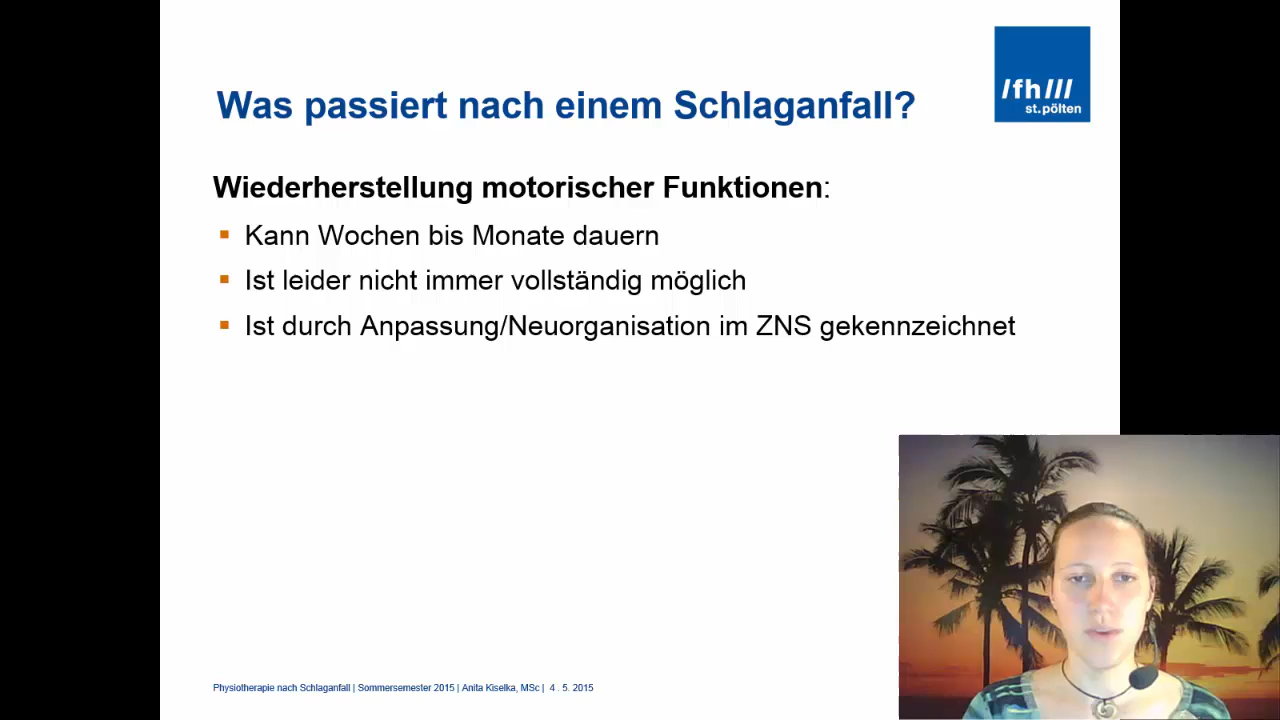 Was passiert nach einem Schlaganfall?
/fh///
st.pölten
Wiederherstellung motorischer Funktionen:
Kann Wochen bis Monate dauern
Ist leider nicht immer vollständig möglich
Ist durch Anpassung/Neuorganisation im ZNS gekennzeichnet
Physiotherapie nach Schlaganfall | Sommersemester 2015 | Anita Kiselka, MSc | 4 . 5. 2015